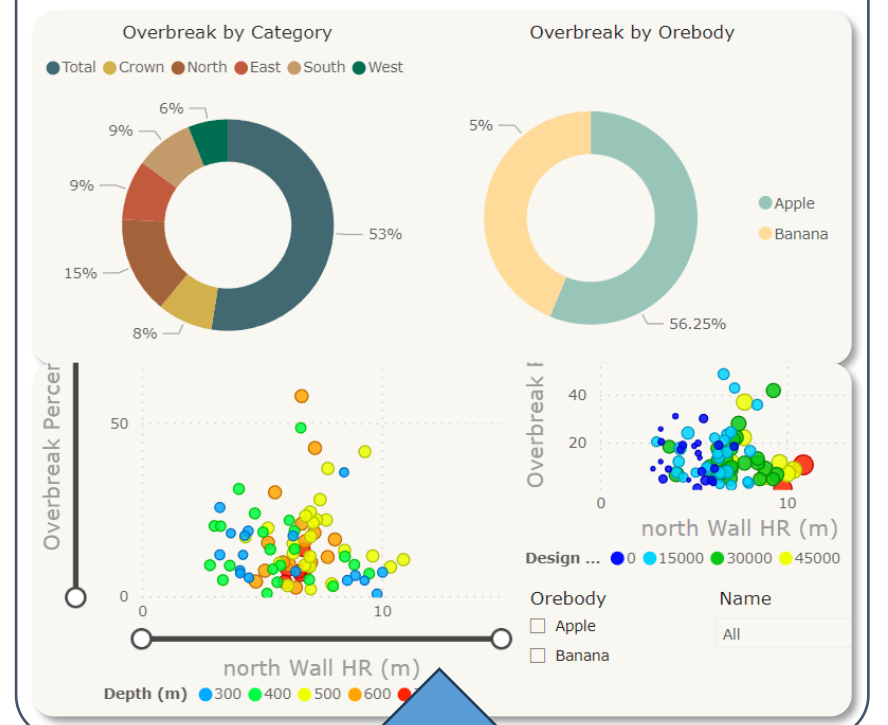 Overbreak by Category
Total Crown North East South West
6%
9%
9%
15%
8%
53%
Overbreak by Orebody
5%
56.25%
Apple
Banana
Overbreak Percer
50
0
0 10
north Wall HR (m)
Depth (m) 300 400 500 600
Overbreak
40
20
0 10
north Wall HR (m)
Design ... 0 15000 30000 45000
Orebody
Apple
Banana
Name
All